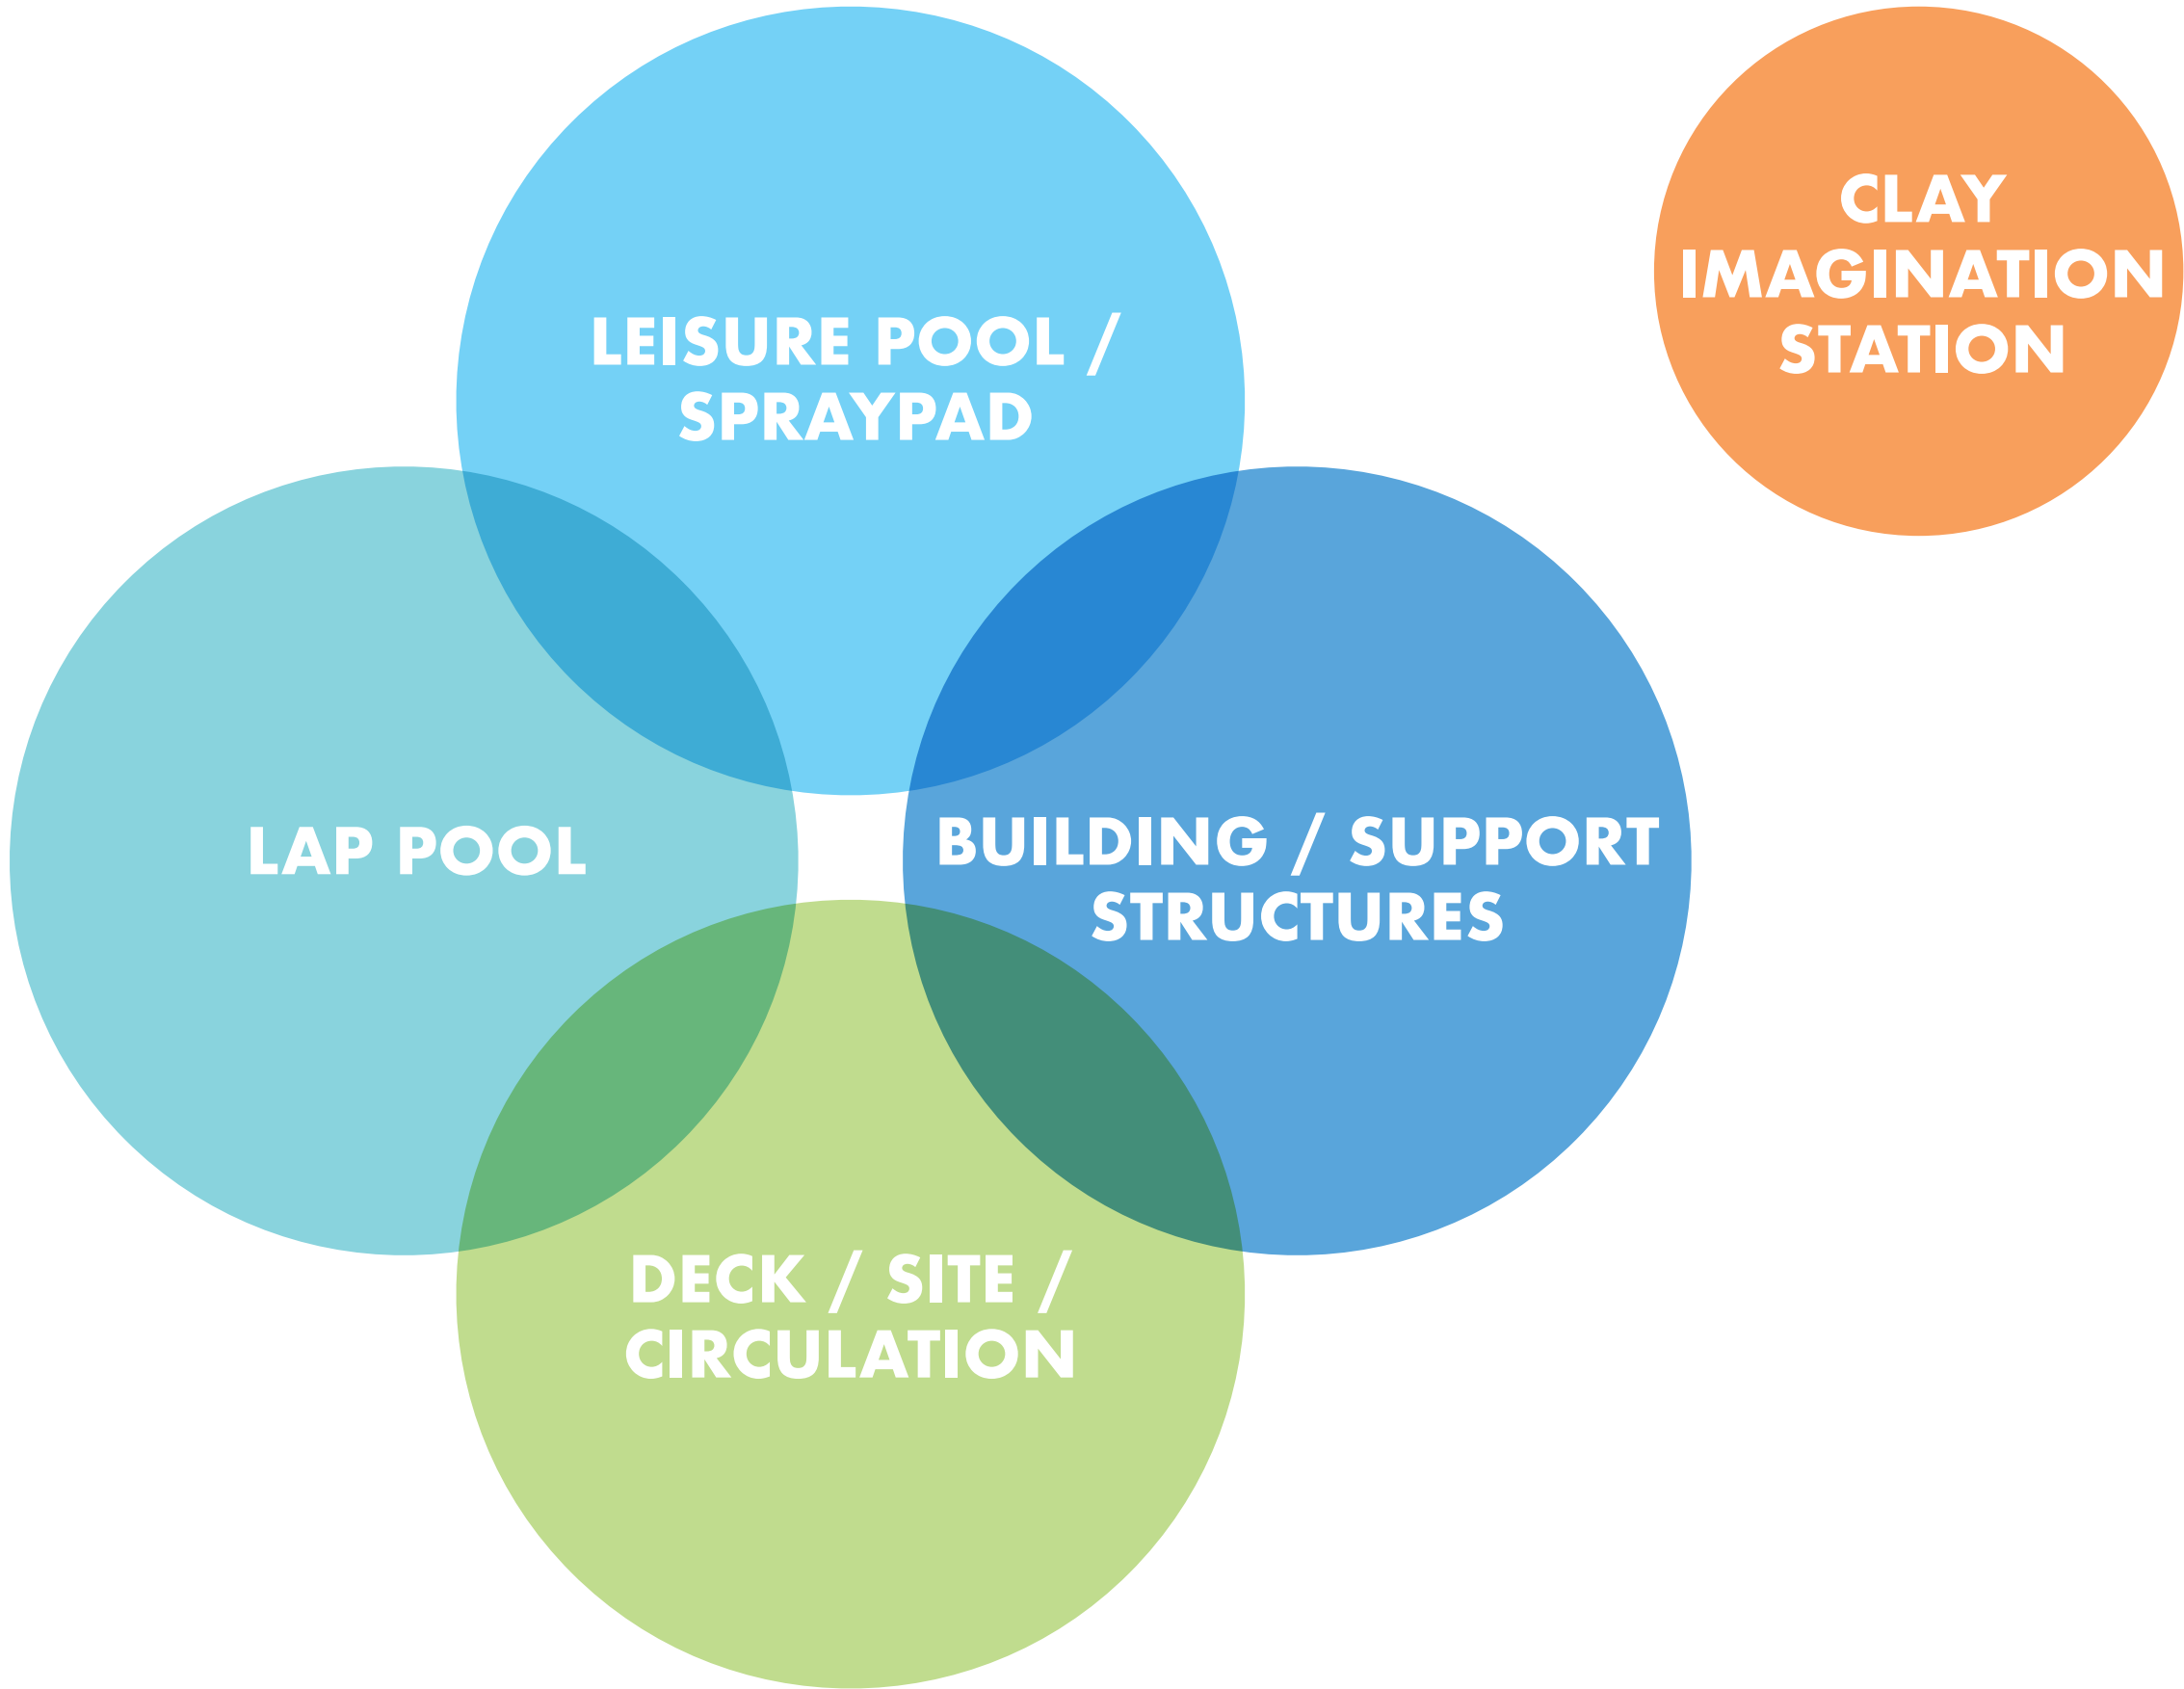 CLAY
IMAGINATION
STATION
LEISURE POOL /
SPRAYPAD
LAP POOL
BUILDING / SUPPORT
STRUCTURES
DECK / SITE /
CIRCULATION